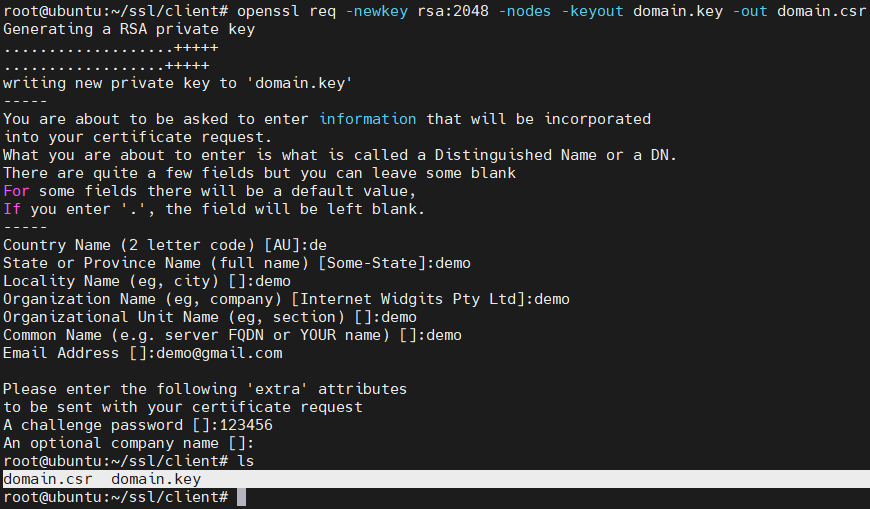 root@ubuntu:~/ssl/client# openssl req -newkey rsa:2048 -nodes -keyout domain.key -out domain.csr
Generating a RSA private key
...................+++++
..................+++++
writing new private key to 'domain.key'
-----
You are about to be asked to enter information that will be incorporated
into your certificate request.
What you are about to enter is what is called a Distinguished Name or a DN.
There are quite a few fields but you can leave some blank
For some fields there will be a default value,
If you enter '.', the field will be left blank.
-----
Country Name (2 letter code) [AU]:de
State or Province Name (full name) [Some-State]:demo
Locality Name (eg, city) []:demo
Organization Name (eg, company) [Internet Widgits Pty Ltd]:demo
Organizational Unit Name (eg, section) []:demo
Common Name (e.g. server FQDN or YOUR name) []:demo
Email Address []:demo@gmail.com

Please enter the following 'extra' attributes
to be sent with your certificate request
A challenge password []:123456
An optional company name []:
root@ubuntu:~/ssl/client# ls
domain.csr  domain.key
root@ubuntu:~/ssl/client#